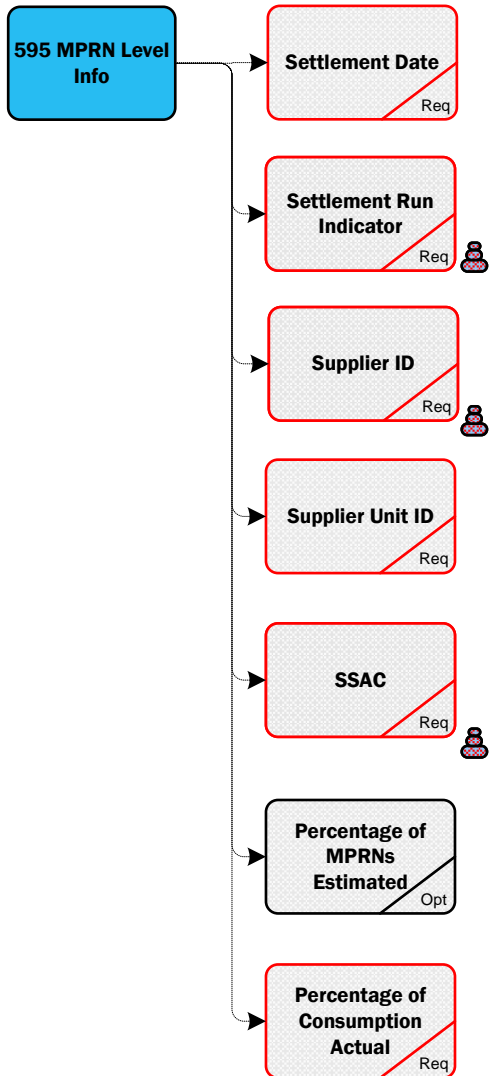 595 MPRN Level
Info
Settlement Date
Req
Settlement Run
Indicator
Req
Supplier ID
Req
Supplier Unit ID
Req
SSAC
Req
Percentage of
MPRNs
Estimated
Opt
Percentage of
Consumption
Actual
Req